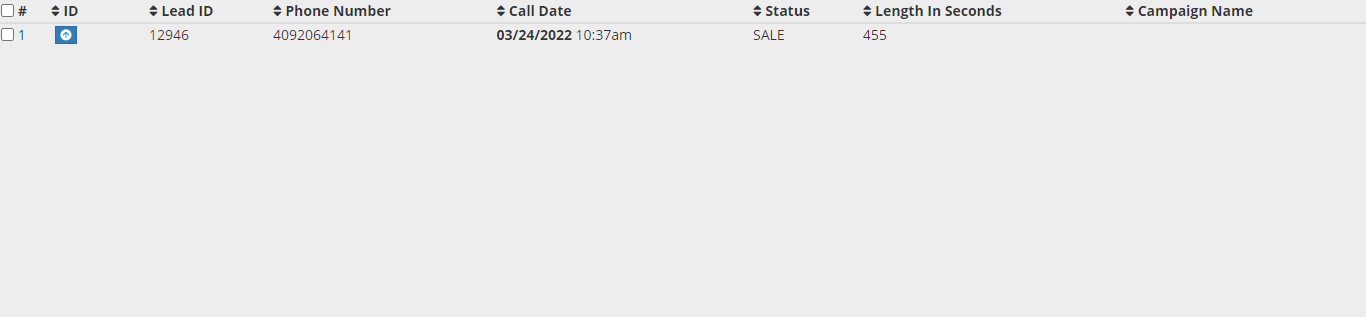 # ID Lead ID Phone Number Call Date Status Length In Seconds Campaign Name
1 12946 4092064141 03/24/2022 10:37am SALE 455